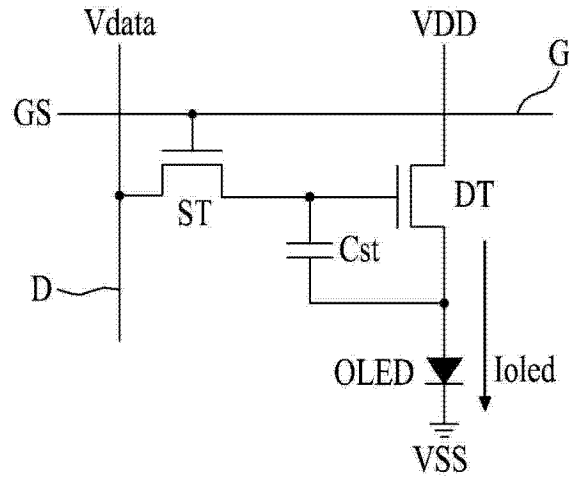 Vdata
VDD
G
GS
ST
DT
Cst
D
OLED
Ioled
VSS